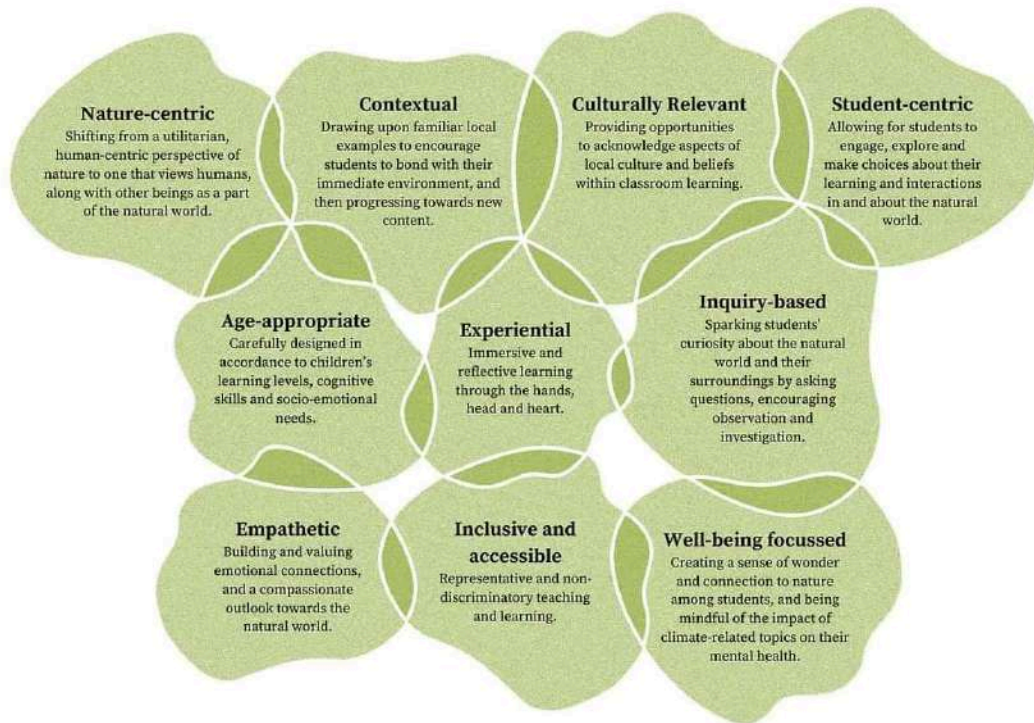 Nature-centric
Shifting from a utilitarian,
human-centric perspective of
nature to one that views humans,
along with other beings as a part
of the natural world.
Contextual
Drawing upon familiar local
examples to encourage
students to bond with their
immediate environment, and
then progressing towards new
content.
Culturally Relevant
Providing opportunities
to acknowledge aspects of
local culture and beliefs
within classroom learning.
Student-centric
Allowing for students to
engage, explore and
make choices about their
learning and interactions
in and about the natural
world.
Age-appropriate
Carefully designed in
accordance to children's
learning levels, cognitive
skills and socio-emotional
needs.
Experiential
Immersive and
reflective learning
through the hands,
head and heart.
Inquiry-based
Sparking students'
curiosity about the natural
world and their
surroundings by asking
questions, encouraging
observation and
investigation.
Empathetic
Building and valuing
emotional connections,
and a compassionate
outlook towards the
natural world.
Inclusive and
accessible
Representative and non-
discriminatory teaching
and learning.
Well-being focussed
Creating a sense of wonder
and connection to nature
among students, and being
mindful of the impact of
climate-related topics on their
mental health.